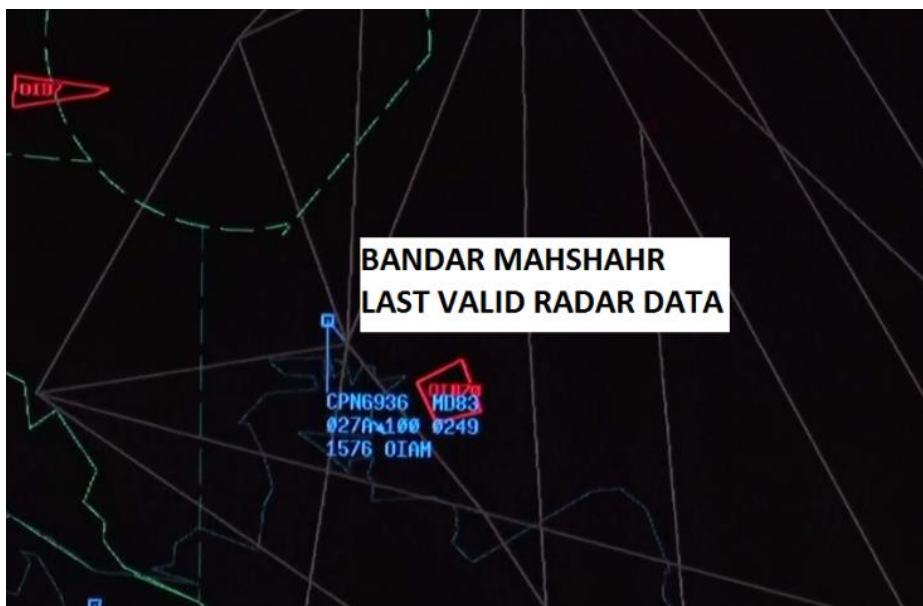 BANDAR MAHSHAHR
LAST VALID RADAR DATA
CPN6936 MD83
027A 100 0249
1576 OIAM